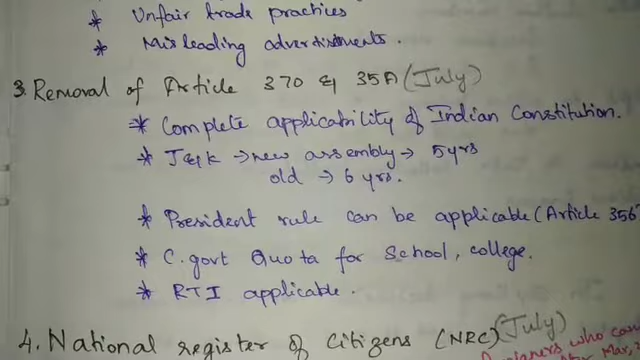 * Unfair trade practices
* Misleading advertisments.
3. Removal of Article 370 & 35A (July)
* Complete applicability of Indian Constitution.
* J&K → new assembly → 5 yrs
old → 6 yrs.
* President rule can be applicable (Article 356
* C. govt Quota for School, college.
* RTI applicable.
4. National register of Citizens (NRC) (July)
who